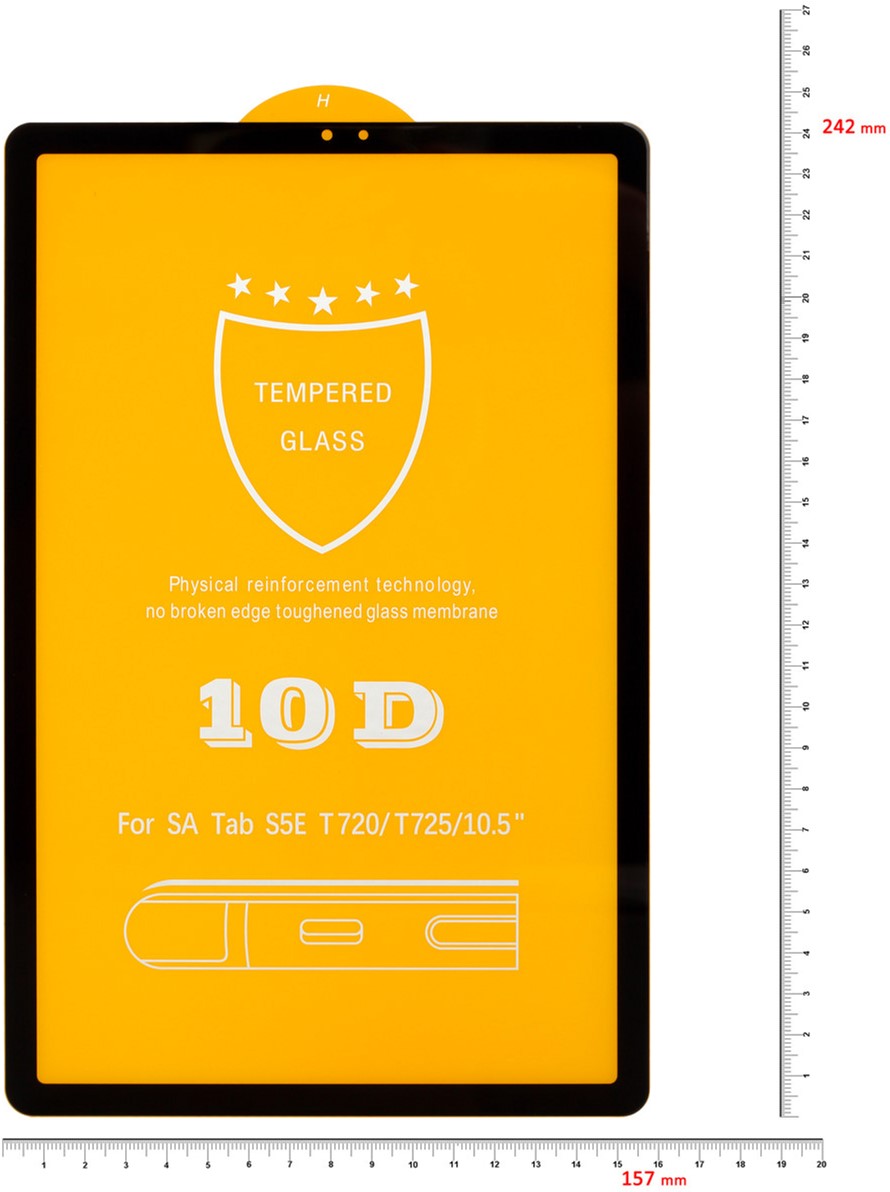 H
242 mm
TEMPERED
GLASS
Physical reinforcement technology,
no broken edge toughened glass membrane
10D
For SA Tab S5E T720/T725/10.5"
27
26
25
24
23
22
21
20
19
18
17
16
15
14
13
12
11
10
9
8
7
6
5
4
3
2
1
1 2 3 4 5 6 7 8 9 10 11 12 13 14 15 16 17 18 19 20
157 mm